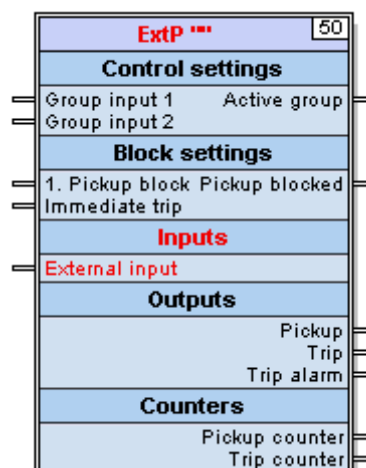 ExtP "" 50
Control settings
Group input 1 Active group
Group input 2
Block settings
1. Pickup block Pickup blocked
Immediate trip
Inputs
External input
Outputs
Pickup
Trip
Trip alarm
Counters
Pickup counter
Trip counter